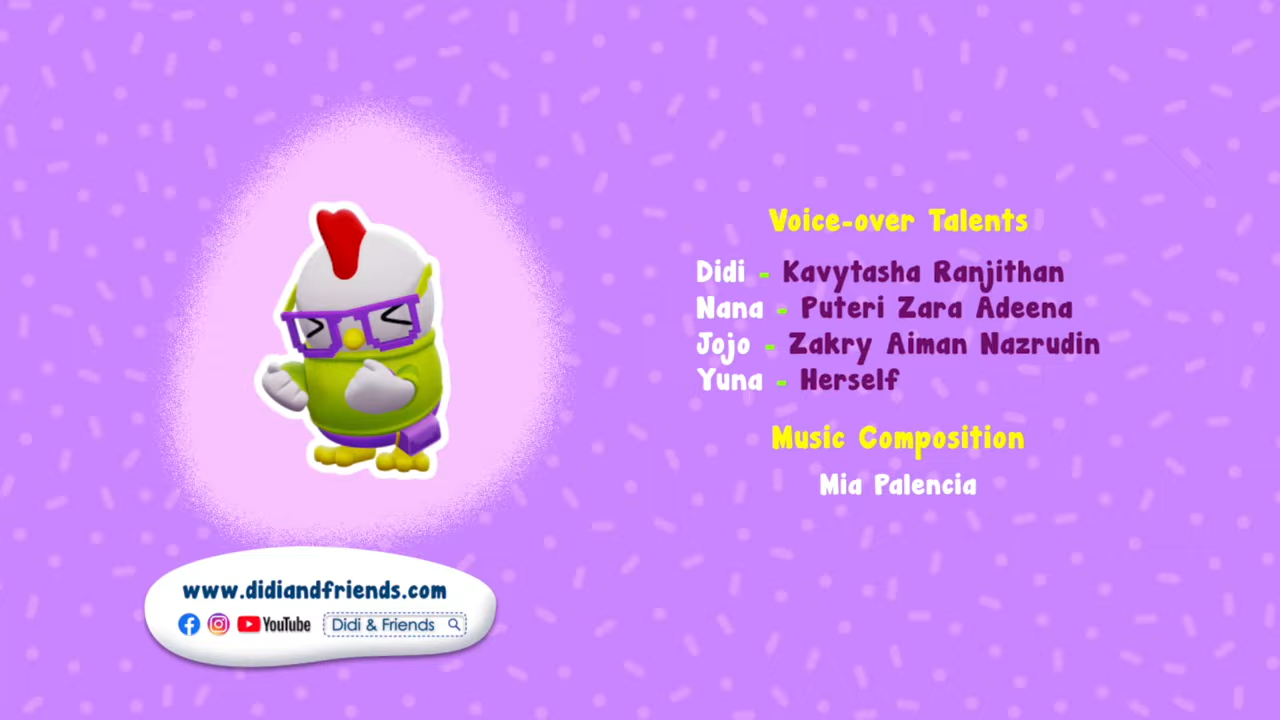 Voice-over Talents
Didi - Kavytasha Ranjithan
Nana - Puteri Zara Adeena
Jojo - Zakry Aiman Nazrudin
Yuna - Herself
Music Composition
Mia Palencia
www.didiandfriends.com
YouTube Didi & Friends